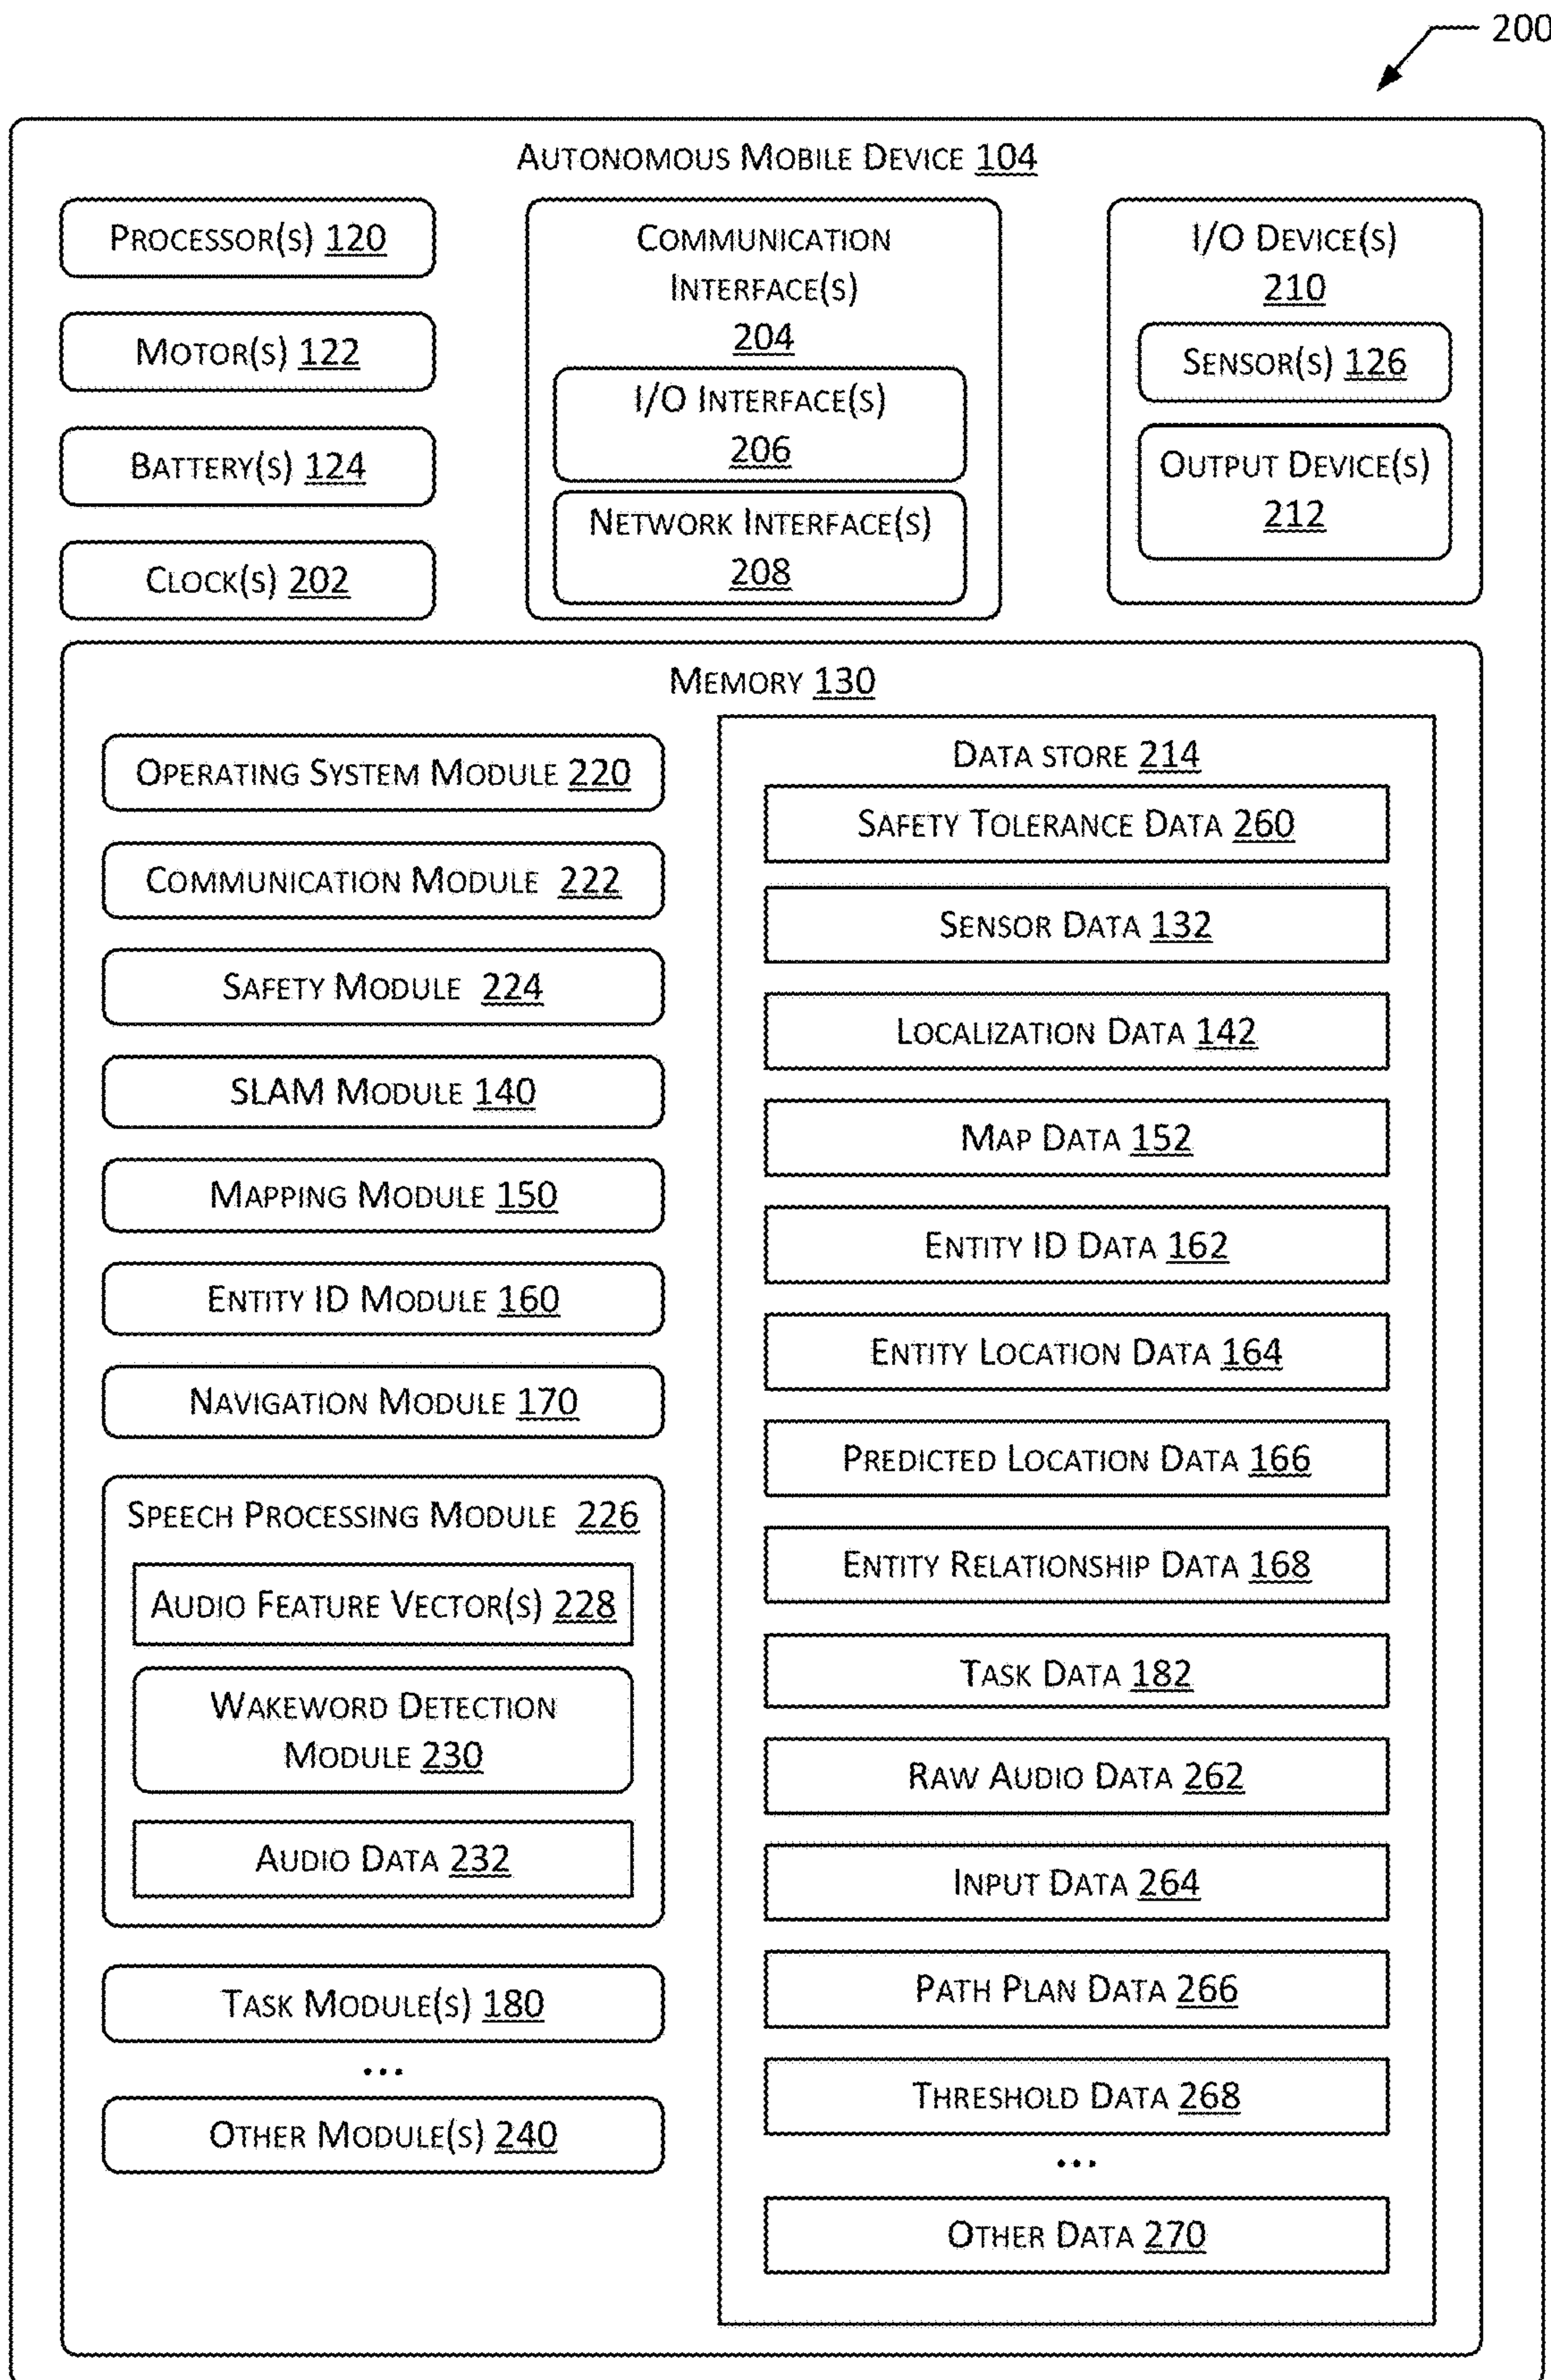 200
AUTONOMOUS MOBILE DEVICE 104
PROCESSOR(S) 120
MOTOR(S) 122
BATTERY(S) 124
CLOCK(S) 202
COMMUNICATION
INTERFACE(S)
204
I/O INTERFACE(S)
206
NETWORK INTERFACE(S)
208
I/O DEVICE(S)
210
SENSOR(S) 126
OUTPUT DEVICE(S)
212
MEMORY 130
OPERATING SYSTEM MODULE 220
COMMUNICATION MODULE 222
SAFETY MODULE 224
SLAM MODULE 140
MAPPING MODULE 150
ENTITY ID MODULE 160
NAVIGATION MODULE 170
SPEECH PROCESSING MODULE 226
AUDIO FEATURE VECTOR(S) 228
WAKEWORD DETECTION
MODULE 230
AUDIO DATA 232
TASK MODULE(S) 180
...
OTHER MODULE(S) 240
DATA STORE 214
SAFETY TOLERANCE DATA 260
SENSOR DATA 132
LOCALIZATION DATA 142
MAP DATA 152
ENTITY ID DATA 162
ENTITY LOCATION DATA 164
PREDICTED LOCATION DATA 166
ENTITY RELATIONSHIP DATA 168
TASK DATA 182
RAW AUDIO DATA 262
INPUT DATA 264
PATH PLAN DATA 266
THRESHOLD DATA 268
...
OTHER DATA 270